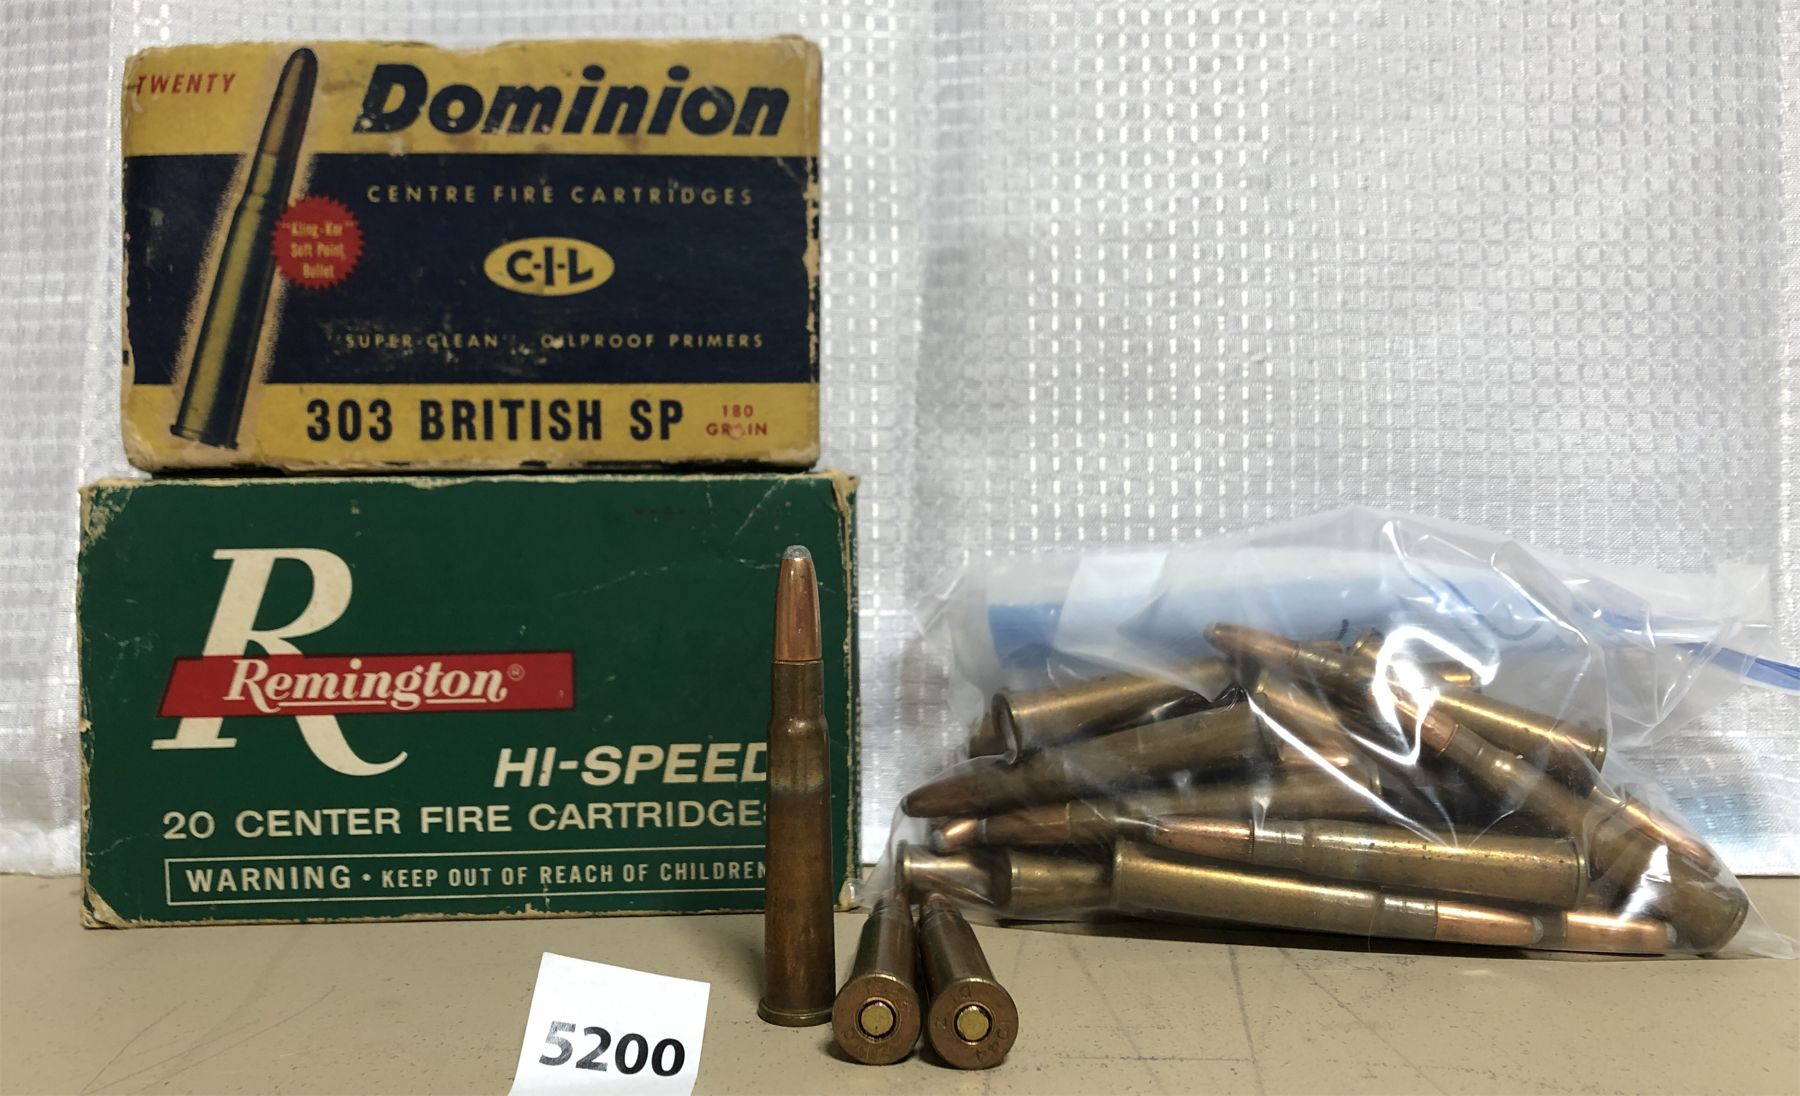 TWENTY
Dominion
CENTRE FIRE CARTRIDGES
"Kling-Kor"
Soft Point
Bullet
C-I-L
"SUPER-CLEAN" OILPROOF PRIMERS
303 BRITISH SP
180
GRAIN
R
Remington®
HI-SPEED
20 CENTER FIRE CARTRIDGES
WARNING • KEEP OUT OF REACH OF CHILDREN
5200